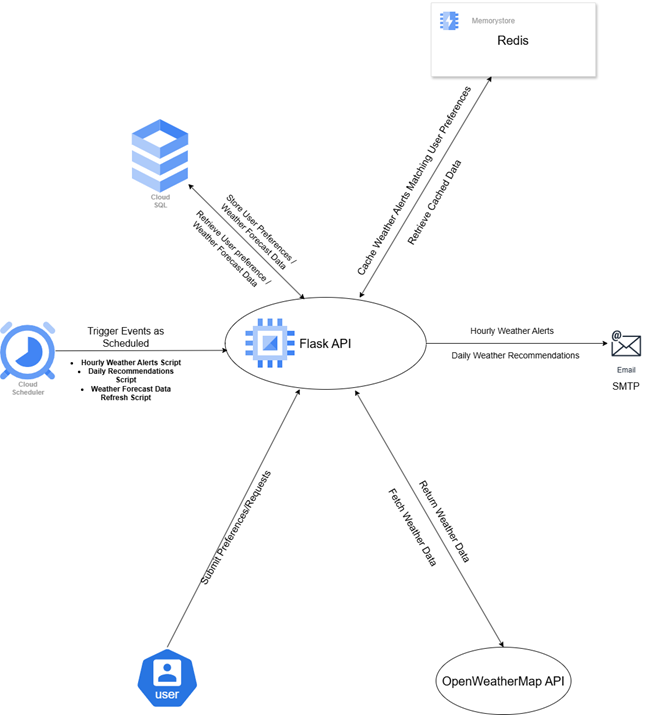 Memorystore
Redis
Cache Weather Alerts Matching User Preferences
Retrieve Cached Data
Cloud
SQL
Store User Preferences /
Weather Forecast Data
Retrieve User preference /
Weather Forecast Data
Trigger Events as
Scheduled
• Hourly Weather Alerts Script
• Daily Recommendations
Script
• Weather Forecast Data
Refresh Script
Cloud
Scheduler
Flask API
Hourly Weather Alerts
Daily Weather Recommendations
@
Email
SMTP
Submit Preferences/Requests
Return Weather Data
Fetch Weather Data
user
OpenWeatherMap API